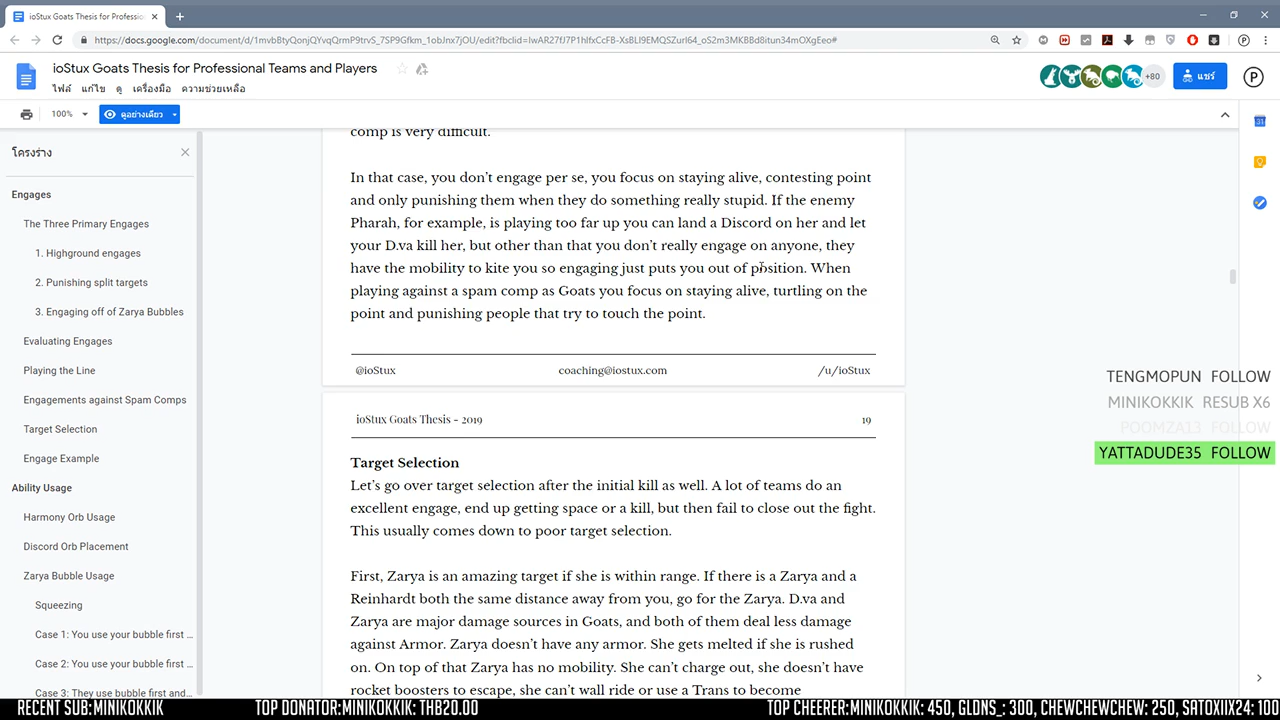 ioStux Goats Thesis for Professio
https://docs.google.com/document/d/1mvbBtyQonjQYvqQrmP9trvS_7SP9Gfkm_1obJnx7jOU/edit?fbclid=IwAR27fJ7P1hlfxCcFB-XsBLI9EMQSZurl64_oS2m3MKBBd8itun34mOXgEeo#
ioStux Goats Thesis for Professional Teams and Players
+80
แชร์
P
ไฟล์ แก้ไข ดู เครื่องมือ ความช่วยเหลือ
100%
ดูอย่างเดียว
โครงร่าง
Engages
The Three Primary Engages
1. Highground engages
2. Punishing split targets
3. Engaging off of Zarya Bubbles
Evaluating Engages
Playing the Line
Engagements against Spam Comps
Target Selection
Engage Example
Ability Usage
Harmony Orb Usage
Discord Orb Placement
Zarya Bubble Usage
Squeezing
Case 1: You use your bubble first ...
Case 2: You use your bubble first ...
Case 3: They use bubble first and...
comp is very difficult.
In that case, you don’t engage per se, you focus on staying alive, contesting point
and only punishing them when they do something really stupid. If the enemy
Pharah, for example, is playing too far up you can land a Discord on her and let
your D.va kill her, but other than that you don’t really engage on anyone, they
have the mobility to kite you so engaging just puts you out of position. When
playing against a spam comp as Goats you focus on staying alive, turtling on the
point and punishing people that try to touch the point.
@ioStux coaching@iostux.com /u/ioStux
ioStux Goats Thesis - 2019 19
Target Selection
Let’s go over target selection after the initial kill as well. A lot of teams do an
excellent engage, end up getting space or a kill, but then fail to close out the fight.
This usually comes down to poor target selection.
First, Zarya is an amazing target if she is within range. If there is a Zarya and a
Reinhardt both the same distance away from you, go for the Zarya. D.va and
Zarya are major damage sources in Goats, and both of them deal less damage
against Armor. Zarya doesn’t have any armor. She gets melted if she is rushed
on. On top of that Zarya has no mobility. She can’t charge out, she doesn’t have
rocket boosters to escape, she can’t wall ride or use a Trans to become
TENGMOPUN FOLLOW
MINIKOKKIK RESUB X6
POOMZA13 FOLLOW
YATTADUDE35 FOLLOW
RECENT SUB:MINIKOKKIK
TOP DONATOR:MINIKOKKIK: THB20.00
TOP CHEERER:MINIKOKKIK: 450, GLDNS_: 300, CHEWCHEWCHEW: 250, SATOXIIX24: 100